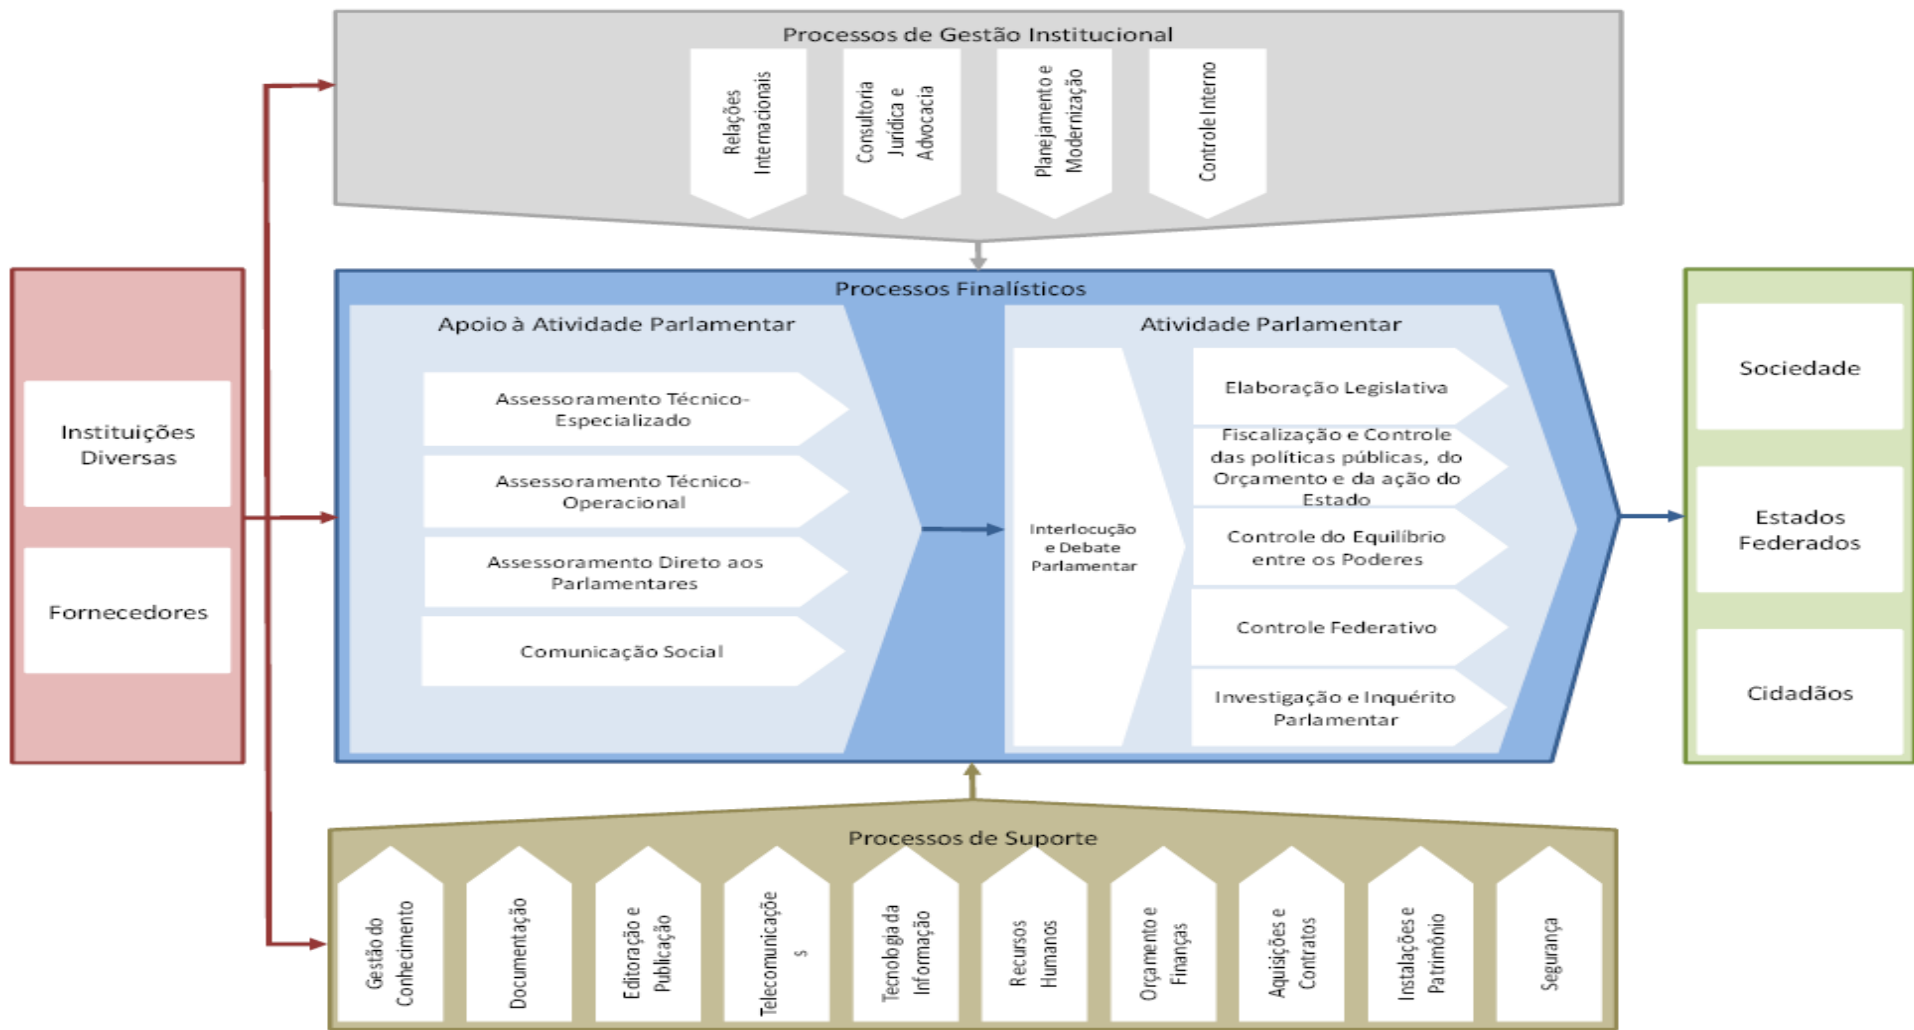 Processos de Gestão Institucional
Relações
Internacionais
Consultoria
Jurídica e
Advocacia
Planejamento e
Modernização
Controle Interno
Instituições
Diversas
Fornecedores
Processos Finalísticos
Apoio à Atividade Parlamentar
Assessoramento Técnico-
Especializado
Assessoramento Técnico-
Operacional
Assessoramento Direto aos
Parlamentares
Comunicação Social
Atividade Parlamentar
Interlocução
e Debate
Parlamentar
Elaboração Legislativa
Fiscalização e Controle
das políticas públicas, do
Orçamento e da ação do
Estado
Controle do Equilíbrio
entre os Poderes
Controle Federativo
Investigação e Inquérito
Parlamentar
Sociedade
Estados
Federados
Cidadãos
Processos de Suporte
Gestão do
Conhecimento
Documentação
Editoração e
Publicação
Telecomunicaçõe
s
Tecnologia da
Informação
Recursos
Humanos
Orçamento e
Finanças
Aquisições e
Contratos
Instalações e
Patrimônio
Segurança